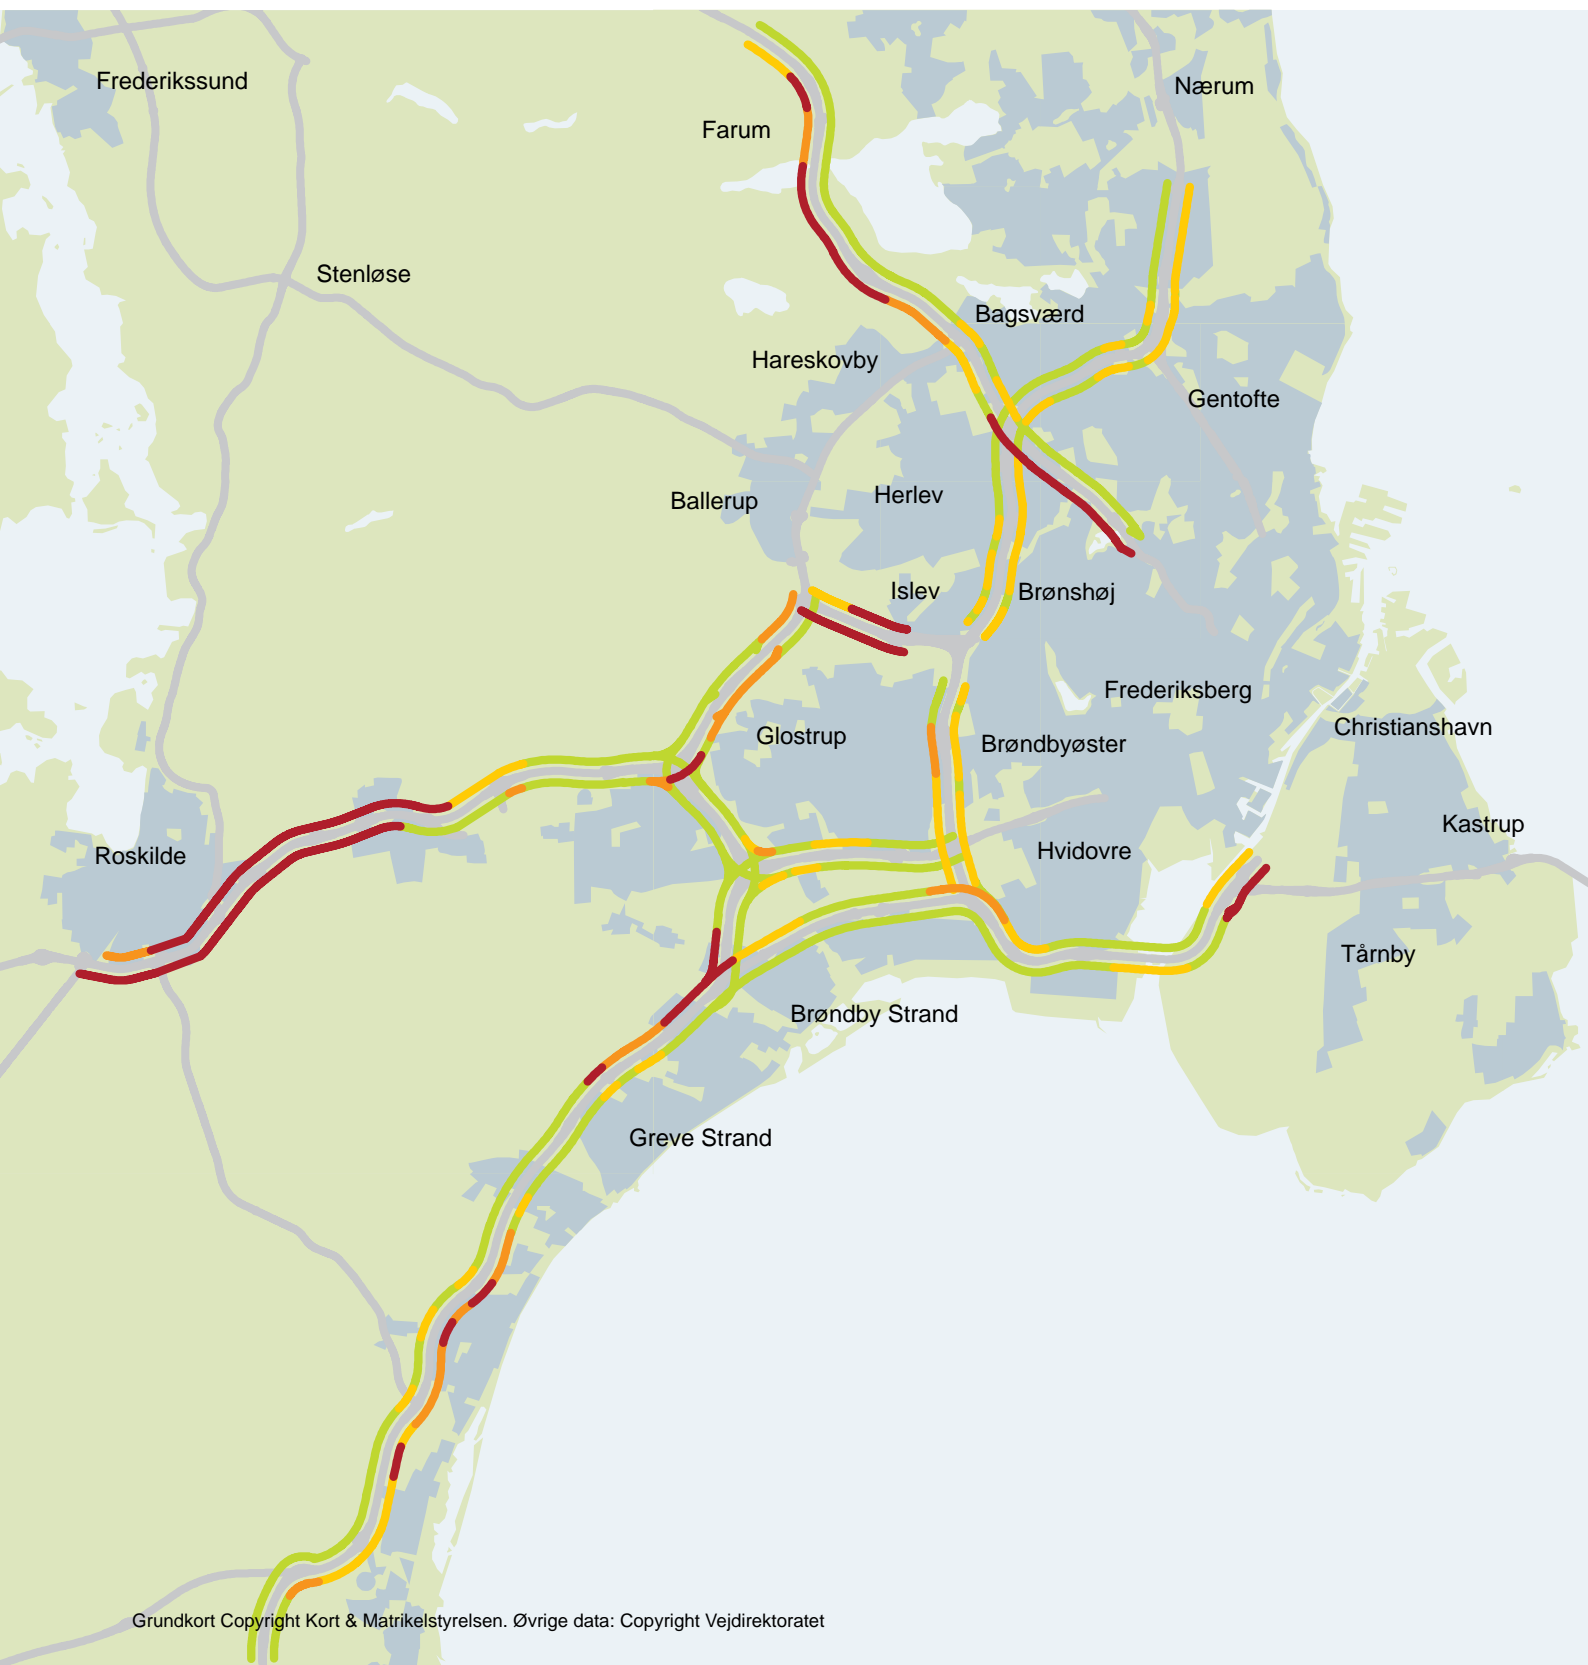 Frederikssund
Nærum
Farum
Stenløse
Bagsværd
Hareskovby
Gentofte
Ballerup
Herlev
Islev
Brønshøj
Frederiksberg
Christianshavn
Glostrup
Brøndbyøster
Kastrup
Roskilde
Hvidovre
Tårnby
Brøndby Strand
Greve Strand
Grundkort Copyright Kort & Matrikelstyrelsen. Øvrige data: Copyright Vejdirektoratet